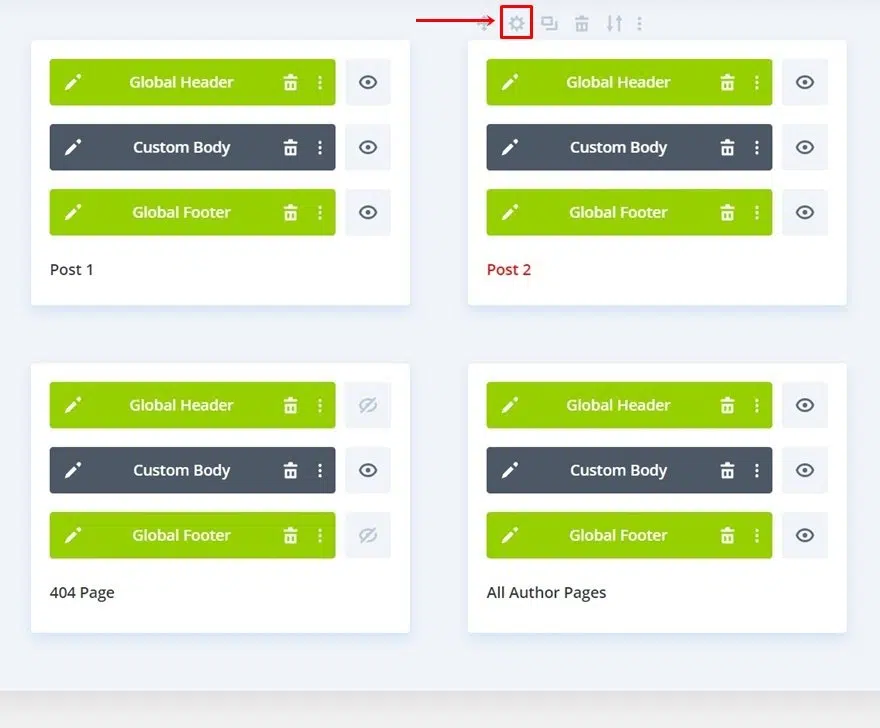 Global Header
Custom Body
Global Footer
Post 1
Global Header
Custom Body
Global Footer
Post 2
Global Header
Custom Body
Global Footer
404 Page
Global Header
Custom Body
Global Footer
All Author Pages